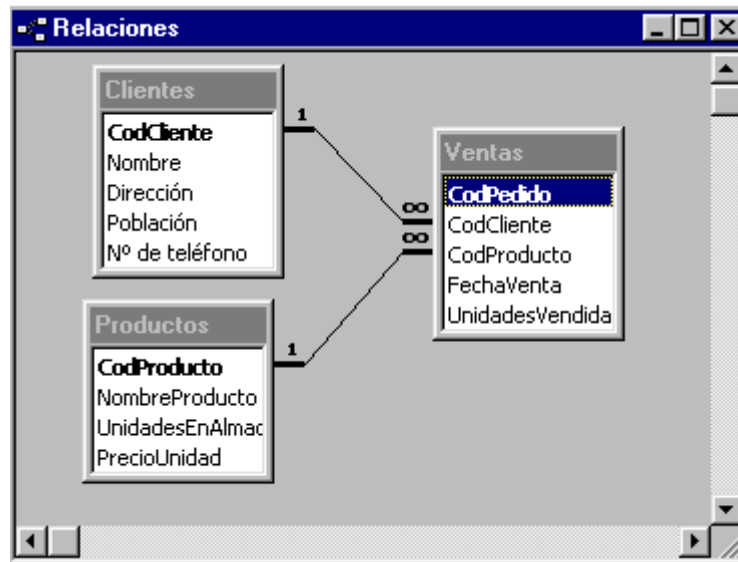 Relaciones
Clientes
CodCliente
Nombre
Dirección
Población
Nº de teléfono
1
Ventas
CodPedido
CodCliente
CodProducto
FechaVenta
UnidadesVendida
∞
∞
Productos
CodProducto
NombreProducto
UnidadesEnAlmac
PrecioUnidad
1